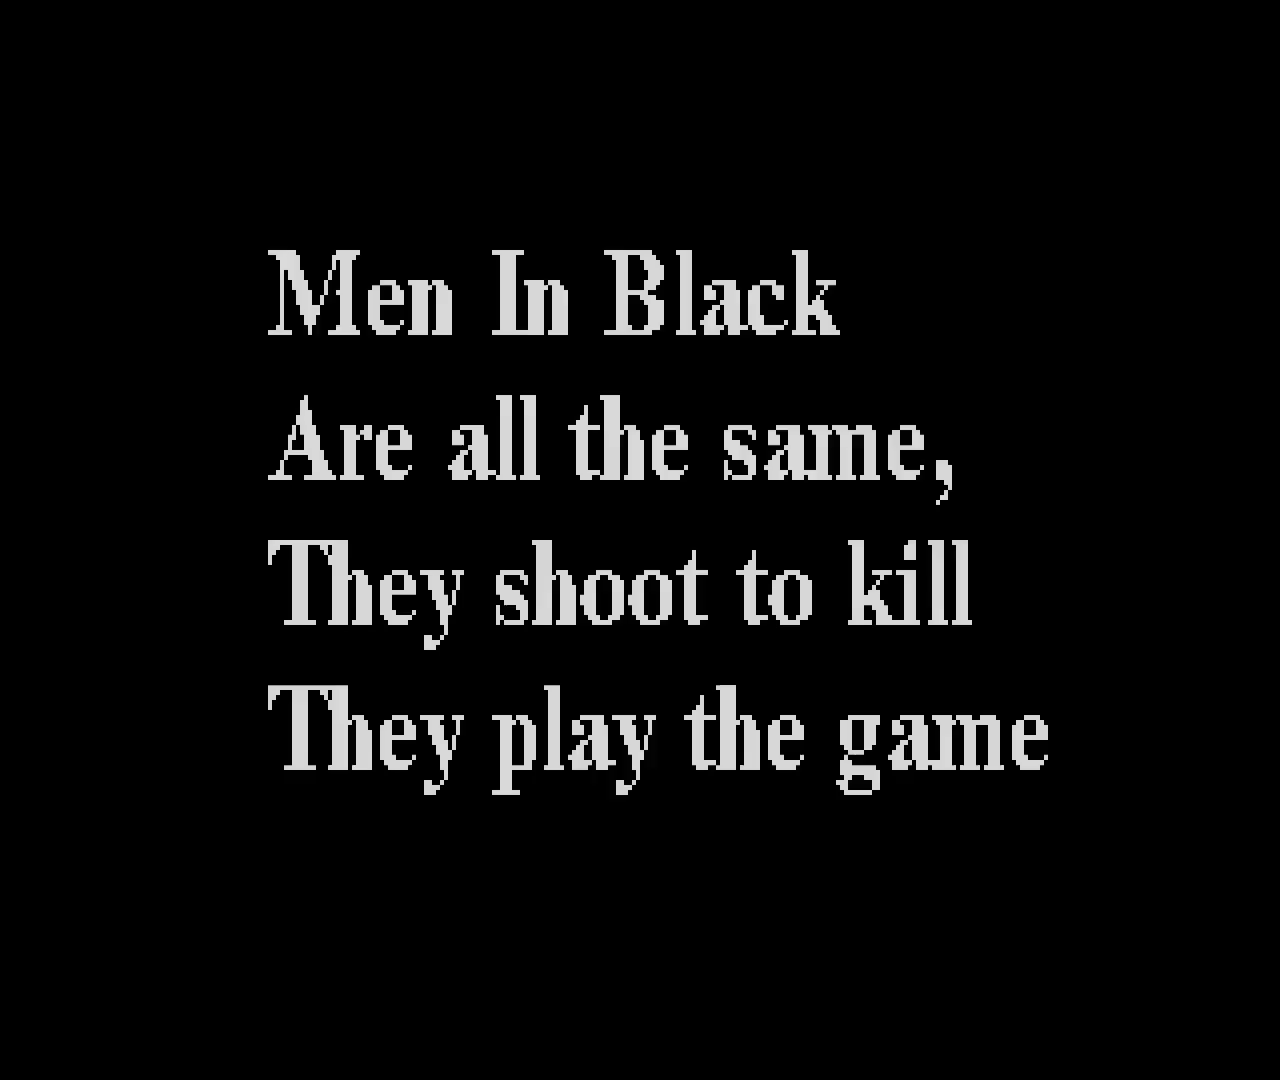 Men In Black
Are all the same,
They shoot to kill
They play the game